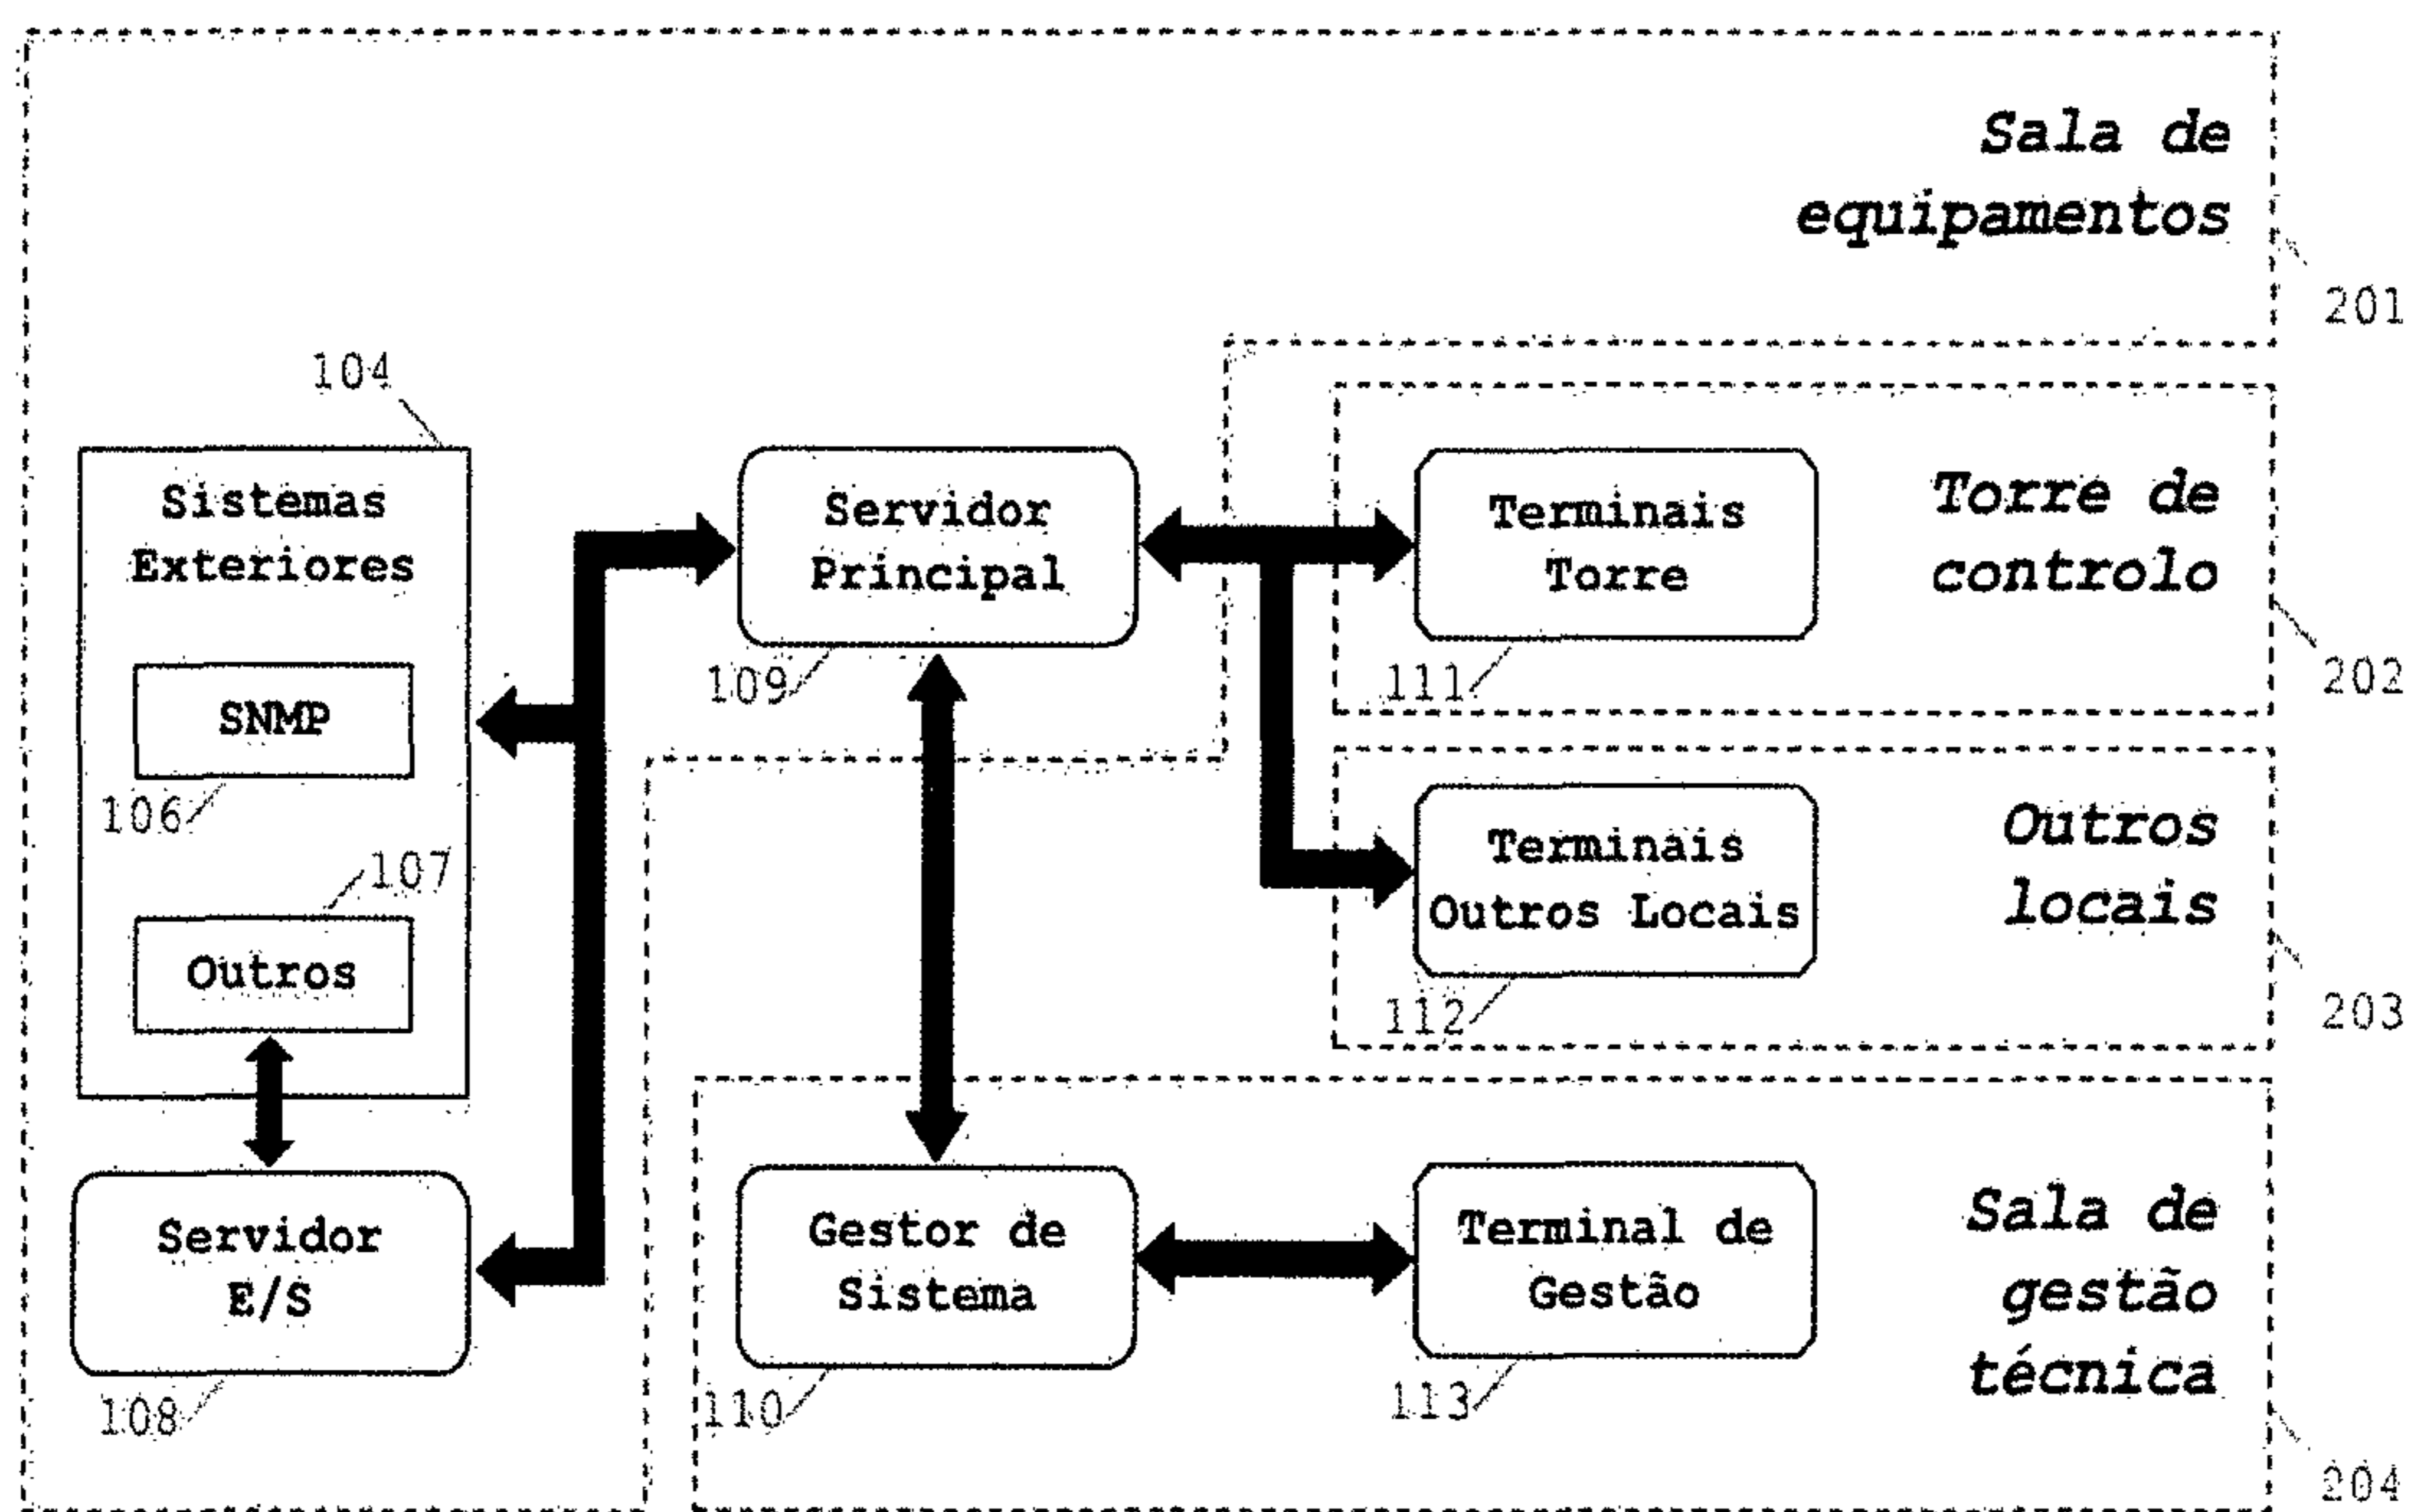 Sala de
equipamentos
201
104
Sistemas
Exteriores
SNMP
106
107
Outros
Servidor
E/S
108
Servidor
Principal
109
Terminais
Torre
111
Torre de
controlo
202
Terminais
Outros Locais
112
Outros
locais
203
Gestor de
Sistema
110
Terminal de
Gestão
113
Sala de
gestão
técnica
204